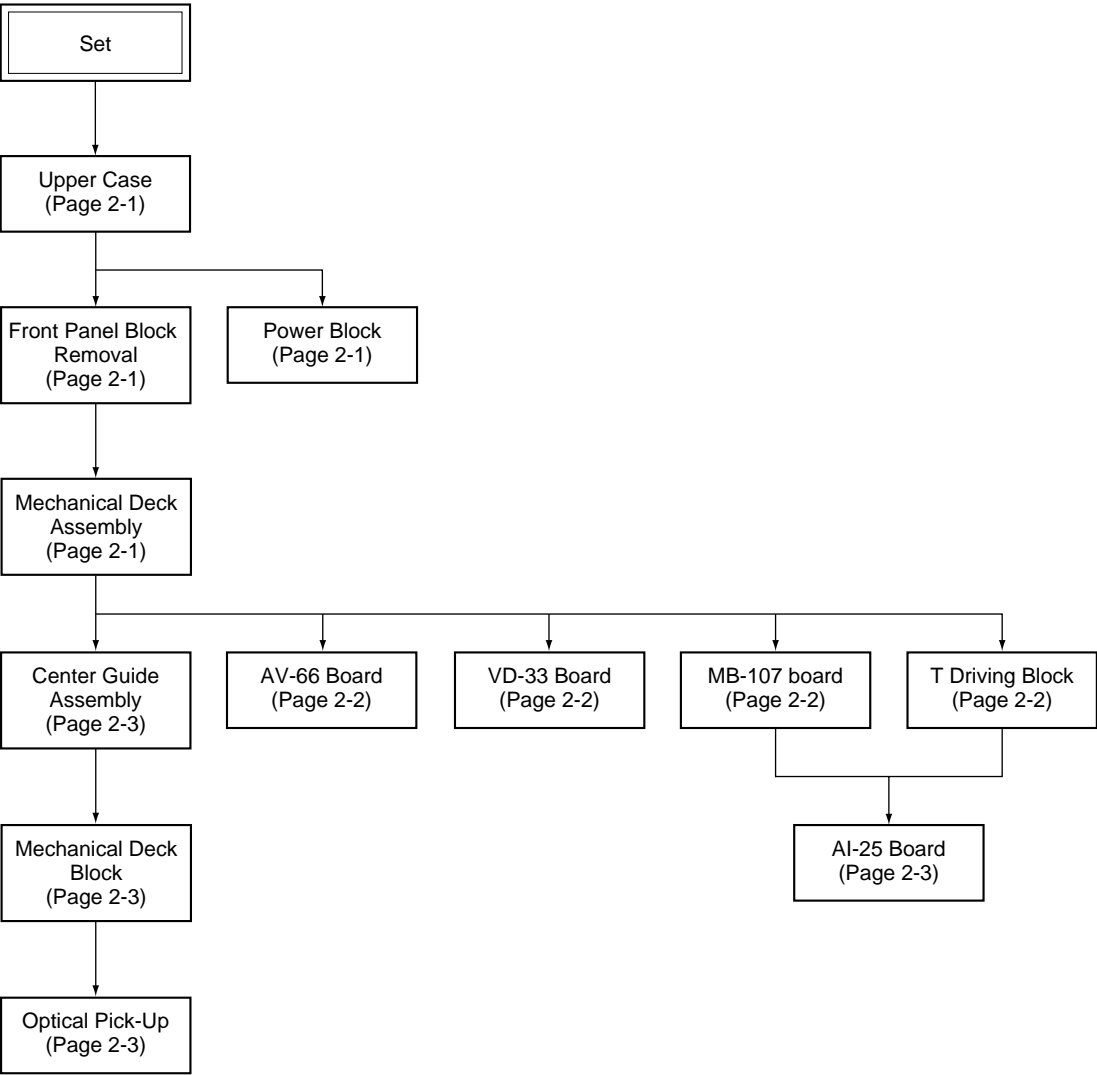 Set
Upper Case
(Page 2-1)
Front Panel Block
Removal
(Page 2-1)
Power Block
(Page 2-1)
Mechanical Deck
Assembly
(Page 2-1)
Center Guide
Assembly
(Page 2-3)
AV-66 Board
(Page 2-2)
VD-33 Board
(Page 2-2)
MB-107 board
(Page 2-2)
T Driving Block
(Page 2-2)
Mechanical Deck
Block
(Page 2-3)
AI-25 Board
(Page 2-3)
Optical Pick-Up
(Page 2-3)